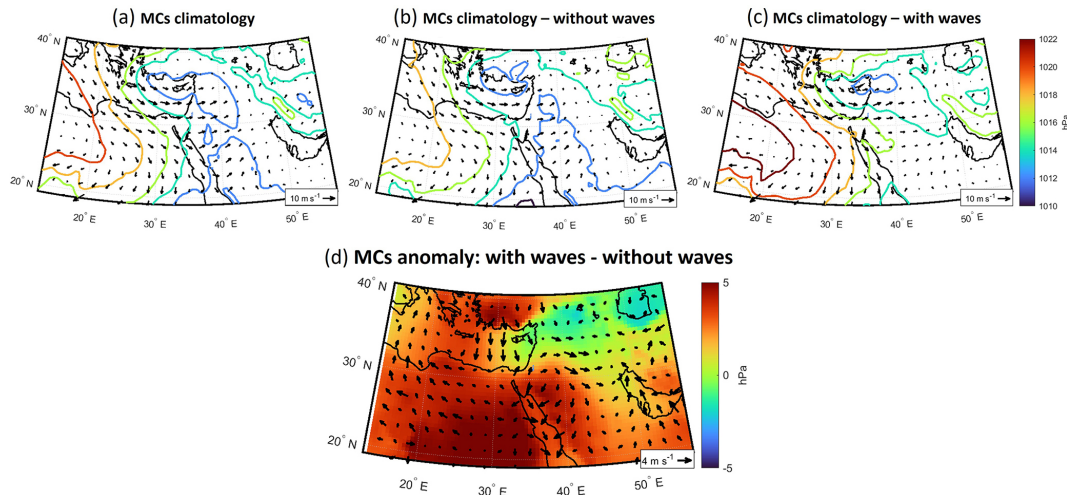 (a) MCs climatology
(b) MCs climatology – without waves
(c) MCs climatology – with waves
40° N
30° N
20° N
20° E
30° E
40° E
50° E
10 m s⁻¹
40° N
30° N
20° N
20° E
30° E
40° E
50° E
10 m s⁻¹
40° N
30° N
20° N
20° E
30° E
40° E
50° E
10 m s⁻¹
1022
1020
1018
1016
1014
1012
1010
hPa
(d) MCs anomaly: with waves - without waves
40° N
30° N
20° N
20° E
30° E
40° E
50° E
4 m s⁻¹
5
0
-5
hPa